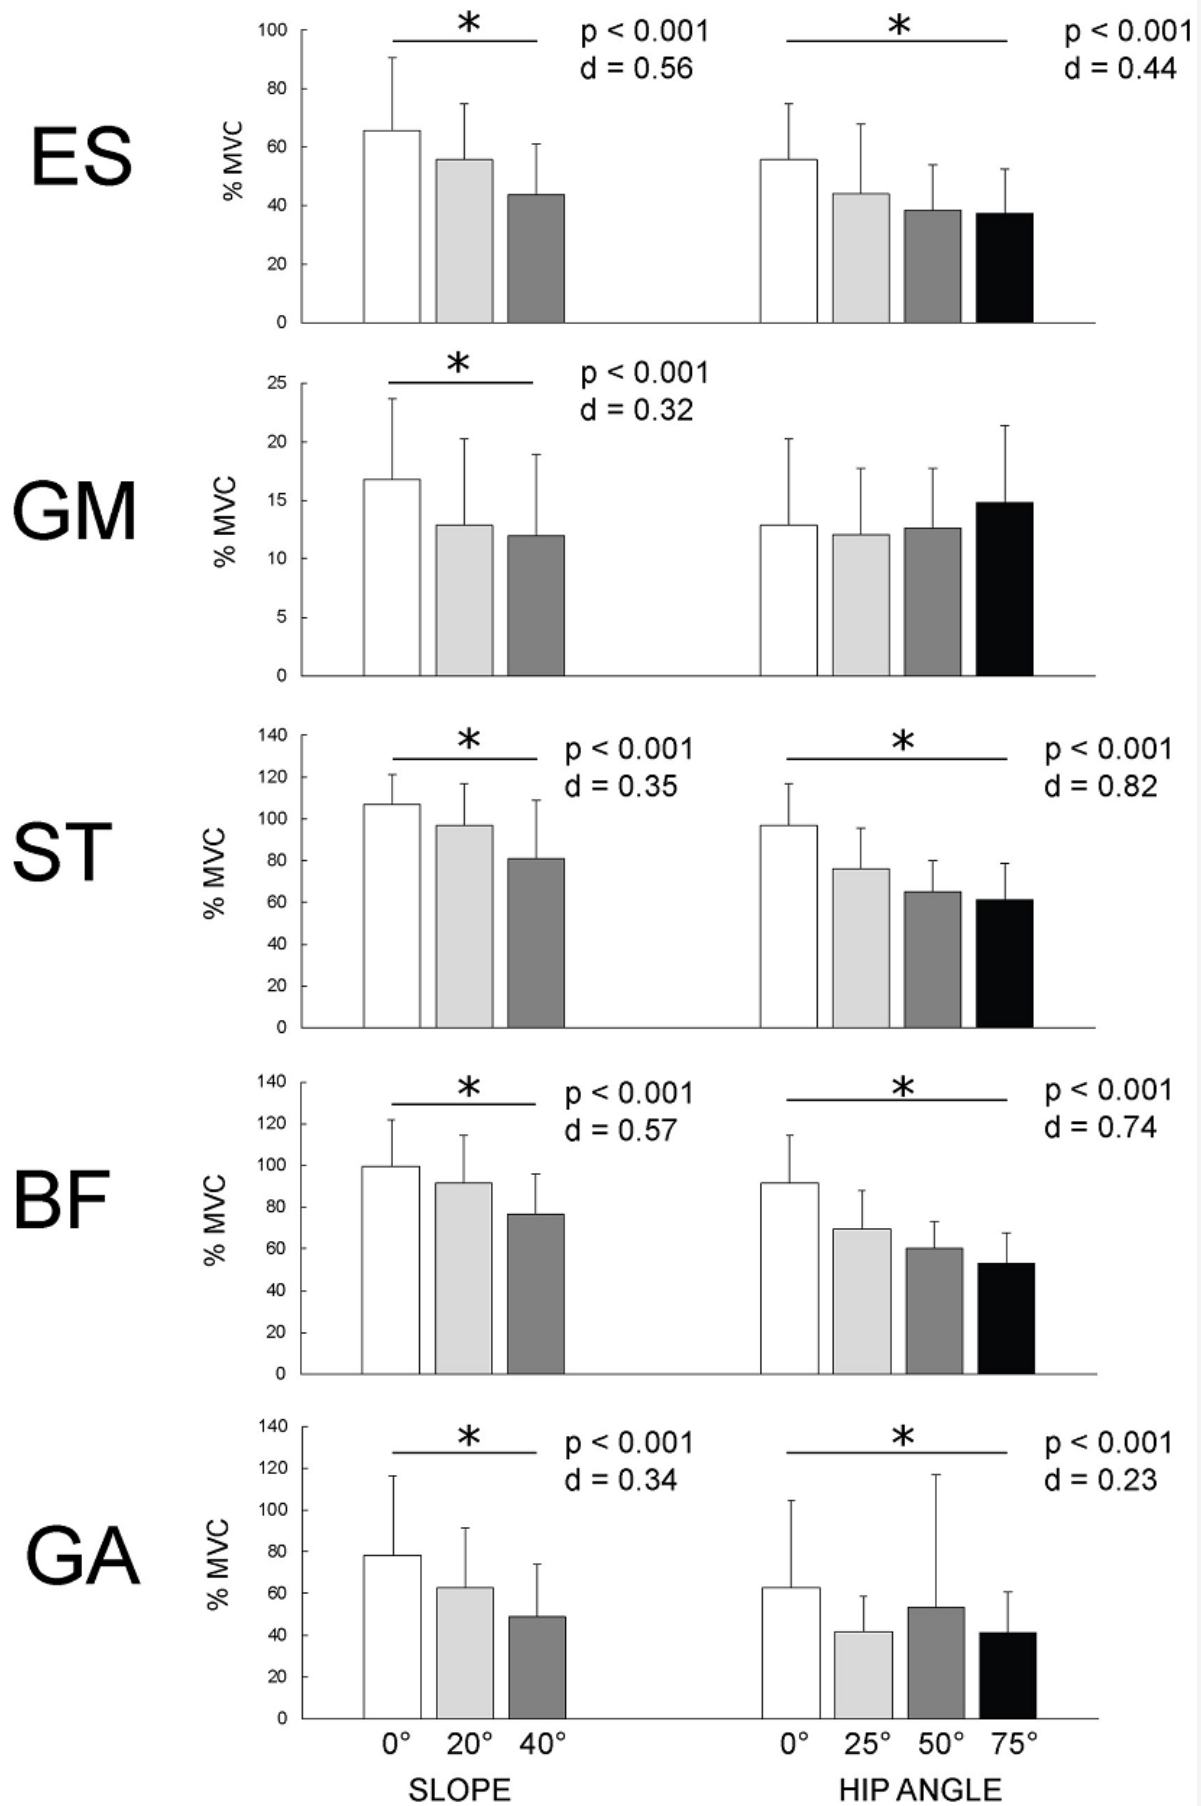 ES
% MVC
100
80
60
40
20
0
*
p < 0.001
d = 0.56
*
p < 0.001
d = 0.44
GM
% MVC
25
20
15
10
5
0
*
p < 0.001
d = 0.32
ST
% MVC
140
120
100
80
60
40
20
0
*
p < 0.001
d = 0.35
*
p < 0.001
d = 0.82
BF
% MVC
140
120
100
80
60
40
20
0
*
p < 0.001
d = 0.57
*
p < 0.001
d = 0.74
GA
% MVC
140
120
100
80
60
40
20
0
*
p < 0.001
d = 0.34
*
p < 0.001
d = 0.23
0° 20° 40°
SLOPE
0° 25° 50° 75°
HIP ANGLE